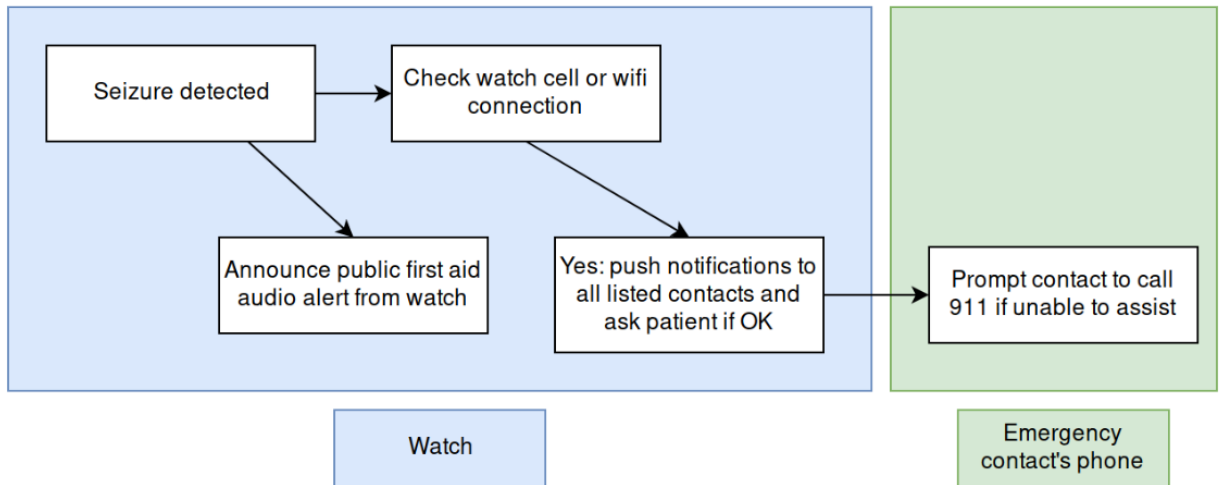 Seizure detected
Check watch cell or wifi
connection
Announce public first aid
audio alert from watch
Yes: push notifications to
all listed contacts and
ask patient if OK
Prompt contact to call
911 if unable to assist
Watch
Emergency
contact's phone